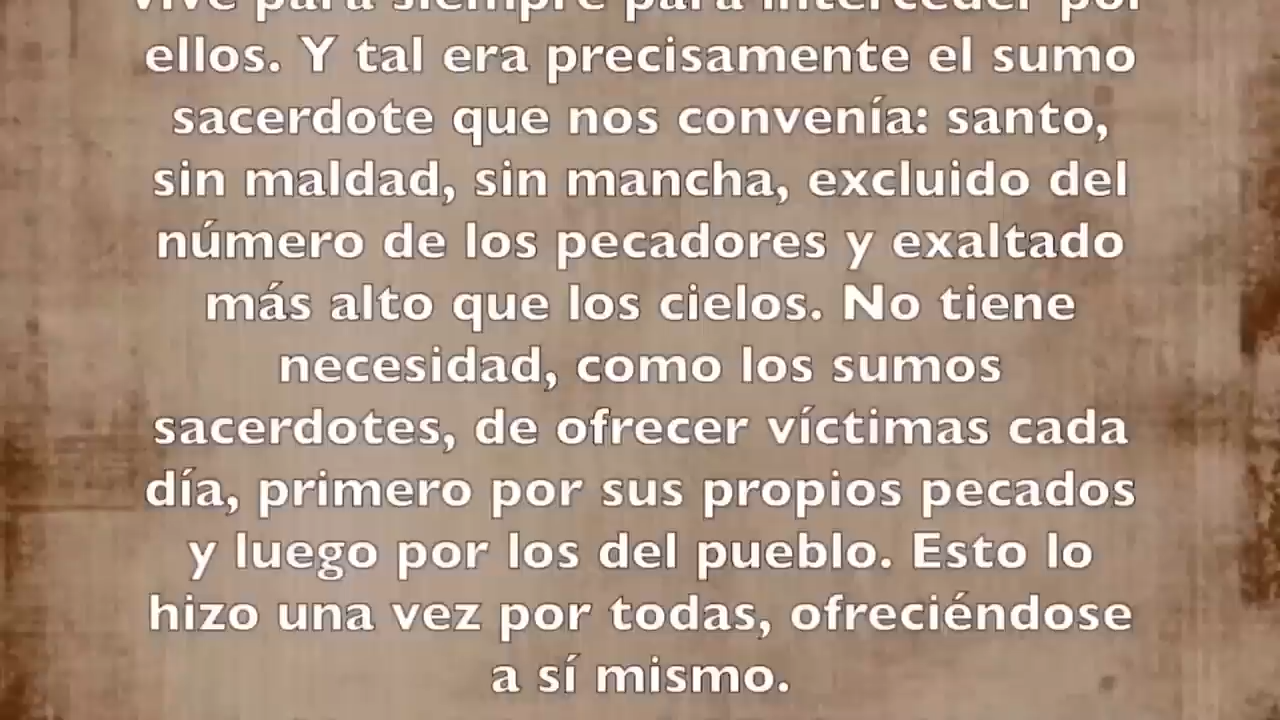 vive para siempre para interceder por
ellos. Y tal era precisamente el sumo
sacerdote que nos convenía: santo,
sin maldad, sin mancha, excluido del
número de los pecadores y exaltado
más alto que los cielos. No tiene
necesidad, como los sumos
sacerdotes, de ofrecer víctimas cada
día, primero por sus propios pecados
y luego por los del pueblo. Esto lo
hizo una vez por todas, ofreciéndose
a sí mismo.